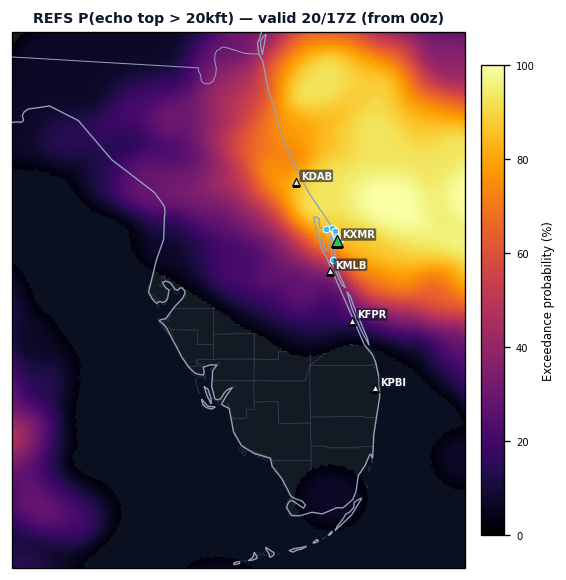 REFS P(echo top > 20kft) — valid 20/17Z (from 00z)
KDAB
KXMR
KMLB
KFPR
KPBI
100
80
60
40
20
0
Exceedance probability (%)